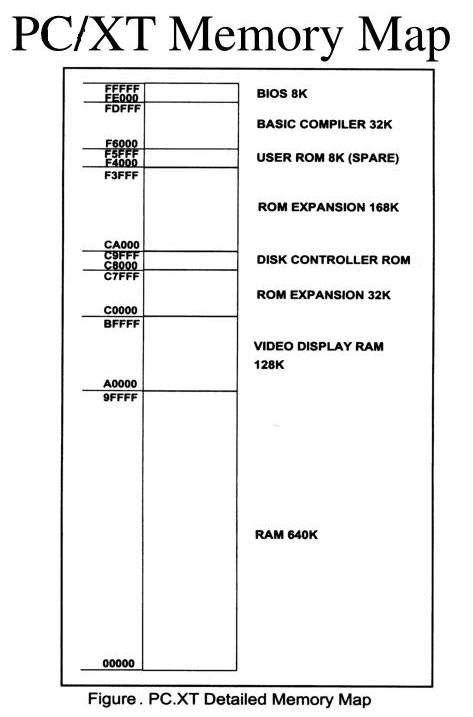 PC/XT Memory Map
FFFFF
FE000
BIOS 8K
FDFFF
BASIC COMPILER 32K
F6000
F5FFF
USER ROM 8K (SPARE)
F4000
F3FFF
ROM EXPANSION 168K
CA000
C9FFF
DISK CONTROLLER ROM
C8000
C7FFF
ROM EXPANSION 32K
C0000
BFFFF
VIDEO DISPLAY RAM
128K
A0000
9FFFF
RAM 640K
00000
Figure. PC.XT Detailed Memory Map